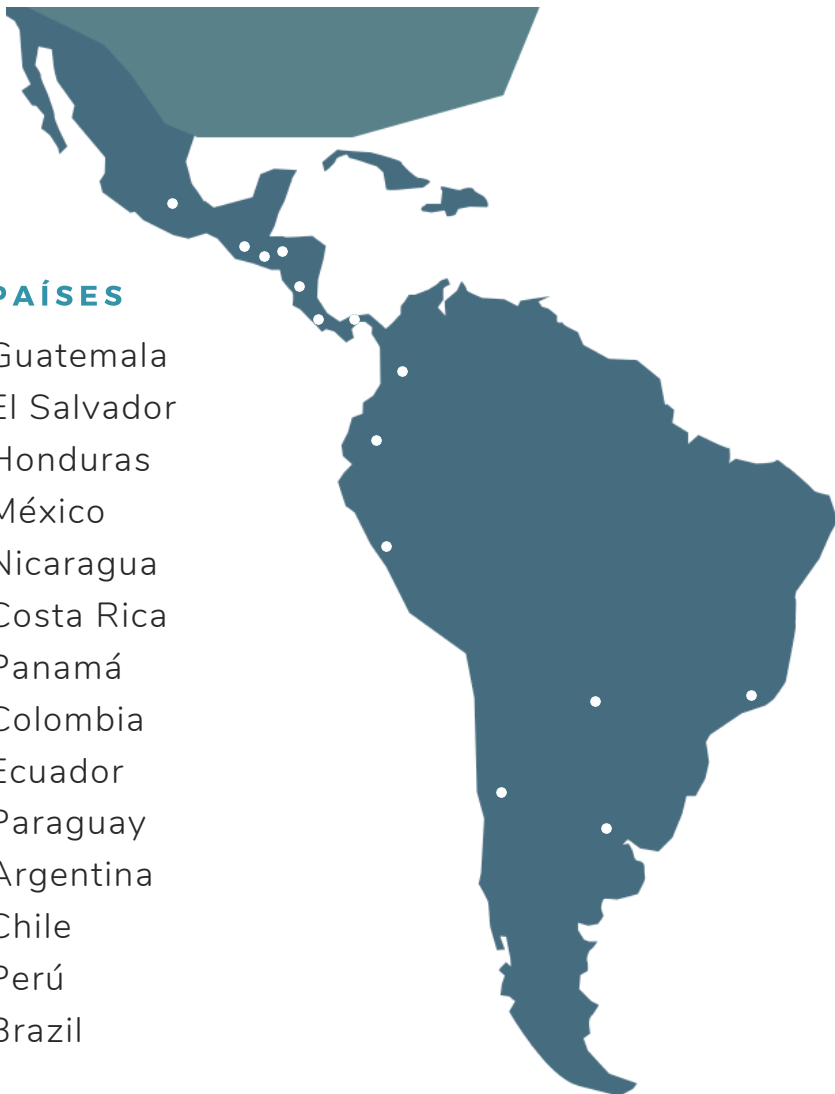 PAÍSES
Guatemala
El Salvador
Honduras
México
Nicaragua
Costa Rica
Panamá
Colombia
Ecuador
Paraguay
Argentina
Chile
Perú
Brazil